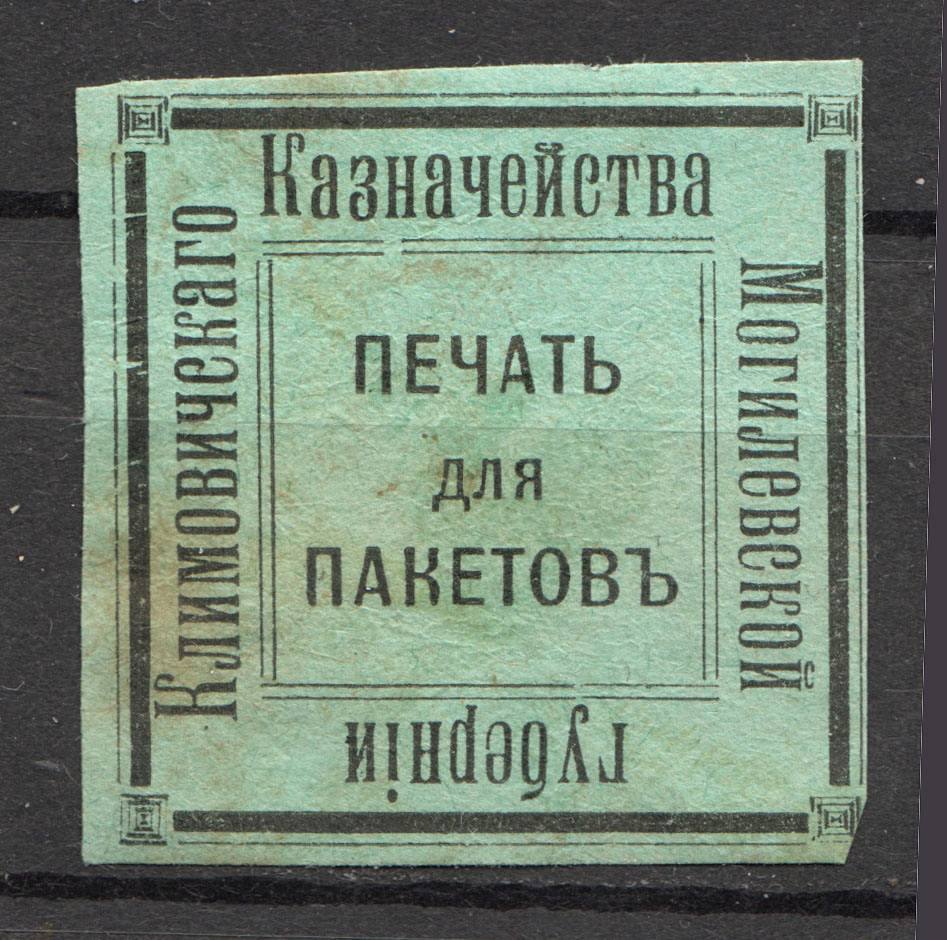 Климовичскаго
Казначейства
Могилевской
губерніи
ПЕЧАТЬ
для
ПАКЕТОВЪ